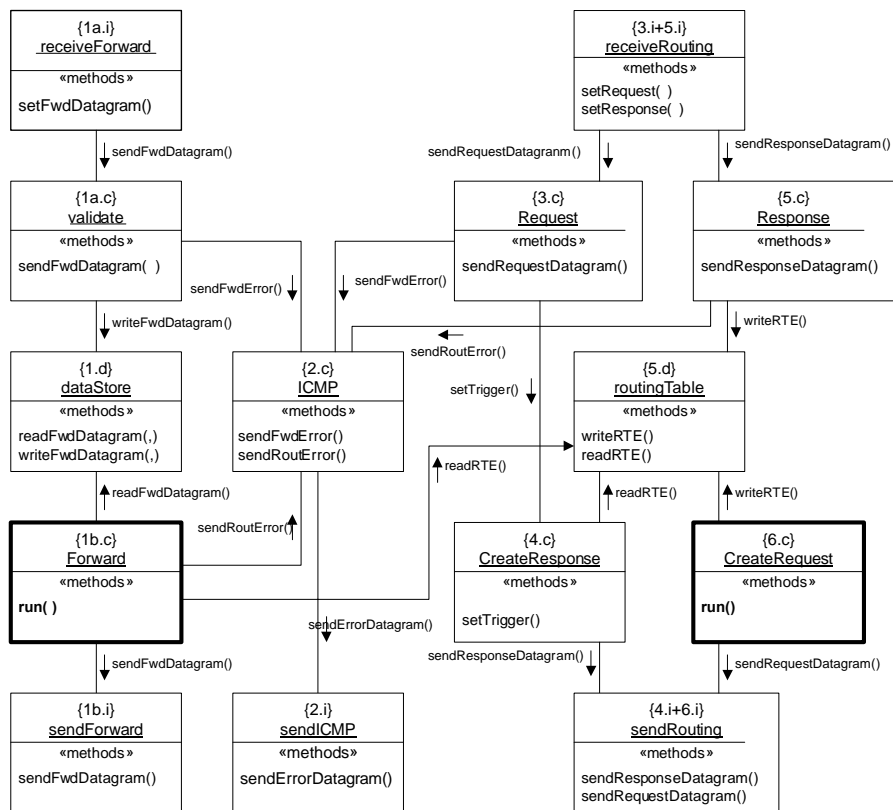 {1a.i}
receiveForward
«methods»
setFwdDatagram()
{3.i+5.i}
receiveRouting
«methods»
setRequest( )
setResponse( )
sendFwdDatagram()
sendRequestDatagranm()
sendResponseDatagram()
{1a.c}
validate
«methods»
sendFwdDatagram( )
{3.c}
Request
«methods»
sendRequestDatagram()
{5.c}
Response
«methods»
sendResponseDatagram()
sendFwdError()
sendFwdError()
writeFwdDatagram()
writeRTE()
sendRoutError()
{1.d}
dataStore
«methods»
readFwdDatagram(,)
writeFwdDatagram(,)
{2.c}
ICMP
«methods»
sendFwdError()
sendRoutError()
setTrigger()
{5.d}
routingTable
«methods»
writeRTE()
readRTE()
readFwdDatagram()
sendRoutError()
readRTE()
readRTE()
writeRTE()
{1b.c}
Forward
«methods»
run( )
{4.c}
CreateResponse
«methods»
setTrigger()
{6.c}
CreateRequest
«methods»
run()
sendFwdDatagram()
sendErrorDatagram()
sendResponseDatagram()
sendRequestDatagram()
{1b.i}
sendForward
«methods»
sendFwdDatagram()
{2.i}
sendICMP
«methods»
sendErrorDatagram()
{4.i+6.i}
sendRouting
«methods»
sendResponseDatagram()
sendRequestDatagram()